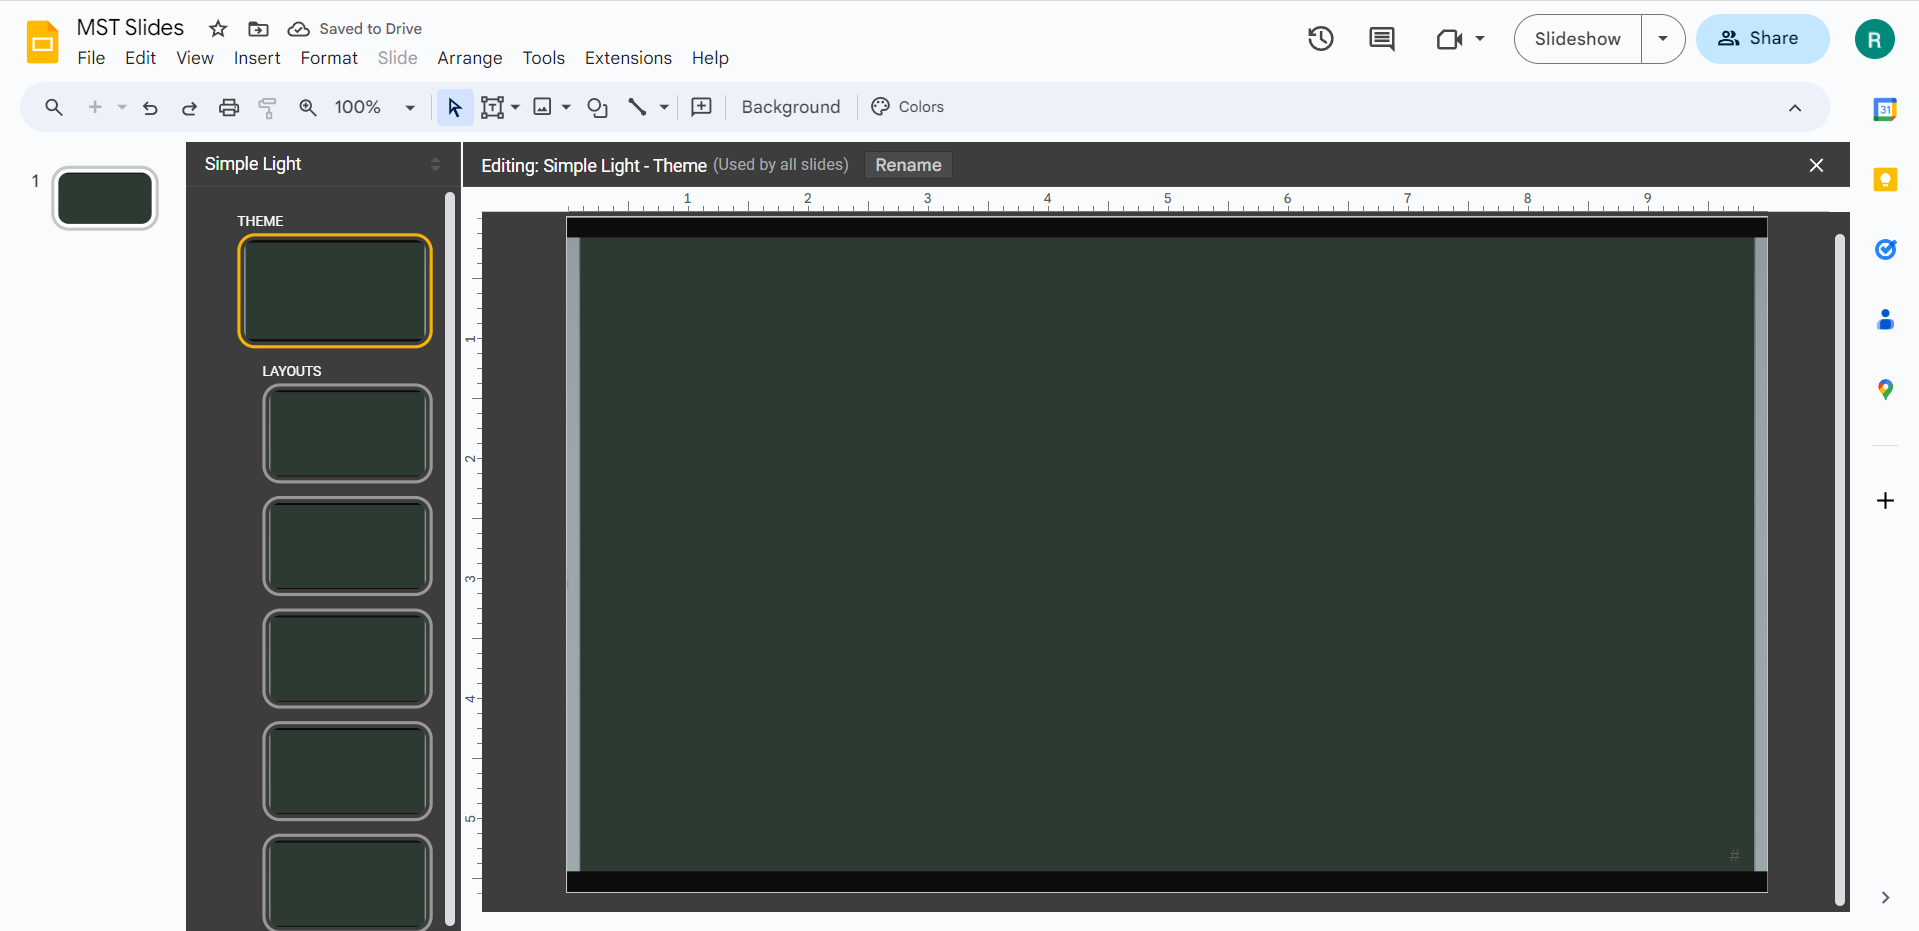 MST Slides
Saved to Drive
File Edit View Insert Format Slide Arrange Tools Extensions Help
Slideshow
Share
R
100%
Background
Colors
31
1
Simple Light
Editing: Simple Light - Theme (Used by all slides) Rename
1 2 3 4 5 6 7 8 9
THEME
LAYOUTS
1
2
3
4
5
#